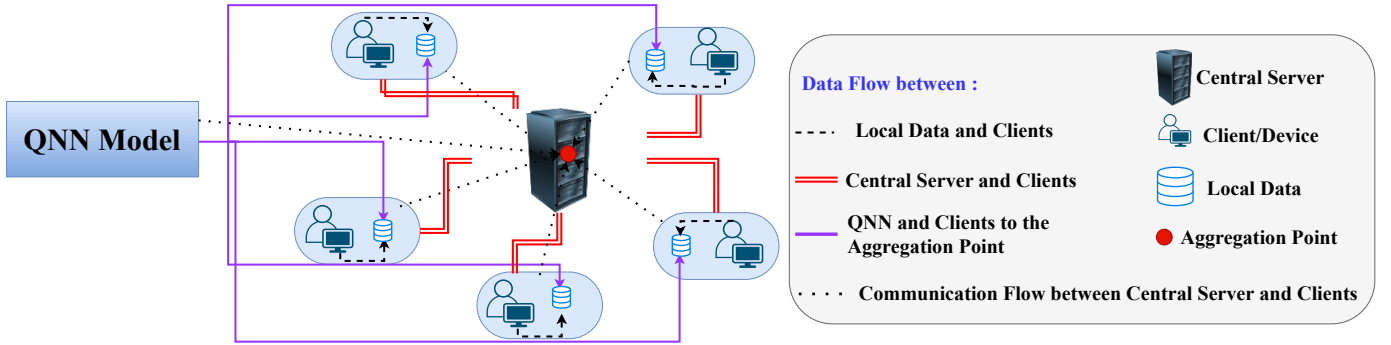 QNN Model
Data Flow between :
Local Data and Clients
Central Server and Clients
QNN and Clients to the
Aggregation Point
Communication Flow between Central Server and Clients
Central Server
Client/Device
Local Data
Aggregation Point